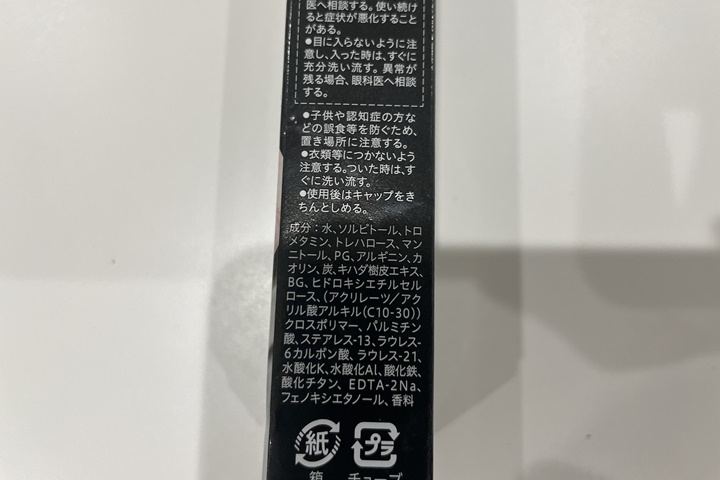 医へ相談する。使い続け
ると症状が悪化すること
がある。
●目に入らないように注
意し、入った時は、すぐに
充分洗い流す。異常が
残る場合、眼科医へ相談
する。
●子供や認知症の方な
どの誤食等を防ぐため、
置き場所に注意する。
●衣類等につかないよう
注意する。ついた時は、す
ぐに洗い流す。
●使用後はキャップをき
ちんとしめる。
成分：水、ソルビトール、トロ
メタミン、トレハロース、マン
ニトール、PG、アルギニン、カ
オリン、炭、キハダ樹皮エキス、
BG、ヒドロキシエチルセル
ロース、(アクリレーツ／アク
リル酸アルキル(C10-30))
クロスポリマー、パルミチン
酸、ステアレス-13、ラウレス-
6カルボン酸、ラウレス-21、
水酸化K、水酸化Al、酸化鉄、
酸化チタン、EDTA-2Na、
フェノキシエタノール、香料
紙 プラ
箱 チューブ